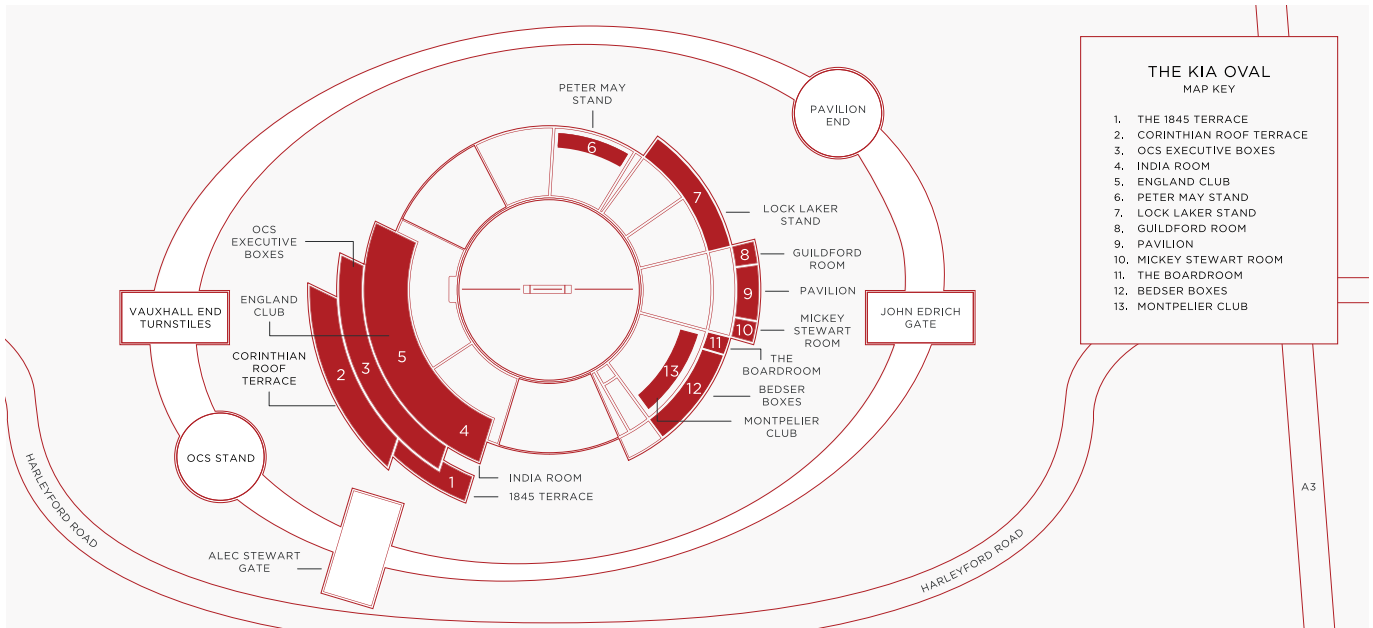 PETER MAY
STAND
PAVILION
END
6
7
LOCK LAKER
STAND
OCS
EXECUTIVE
BOXES
8
GUILDFORD
ROOM
9
PAVILION
ENGLAND
CLUB
VAUXHALL END
TURNSTILES
JOHN EDRICH
GATE
10
MICKEY
STEWART
ROOM
11
THE
BOARDROOM
CORINTHIAN
ROOF
TERRACE
5
3
2
13
12
BEDSER
BOXES
MONTPELIER
CLUB
4
OCS STAND
1
INDIA ROOM
1845 TERRACE
ALEC STEWART
GATE
HARLEYFORD ROAD
HARLEYFORD ROAD
A3
THE KIA OVAL
MAP KEY
1. THE 1845 TERRACE
2. CORINTHIAN ROOF TERRACE
3. OCS EXECUTIVE BOXES
4. INDIA ROOM
5. ENGLAND CLUB
6. PETER MAY STAND
7. LOCK LAKER STAND
8. GUILDFORD ROOM
9. PAVILION
10. MICKEY STEWART ROOM
11. THE BOARDROOM
12. BEDSER BOXES
13. MONTPELIER CLUB